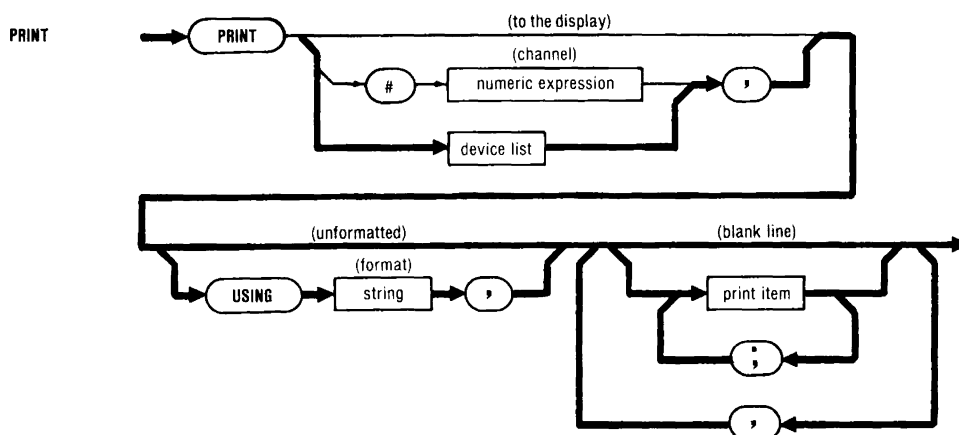 PRINT
PRINT
(to the display)
(channel)
# numeric expression ,
device list
(unformatted)
(blank line)
(format)
USING string ,
print item
;
,